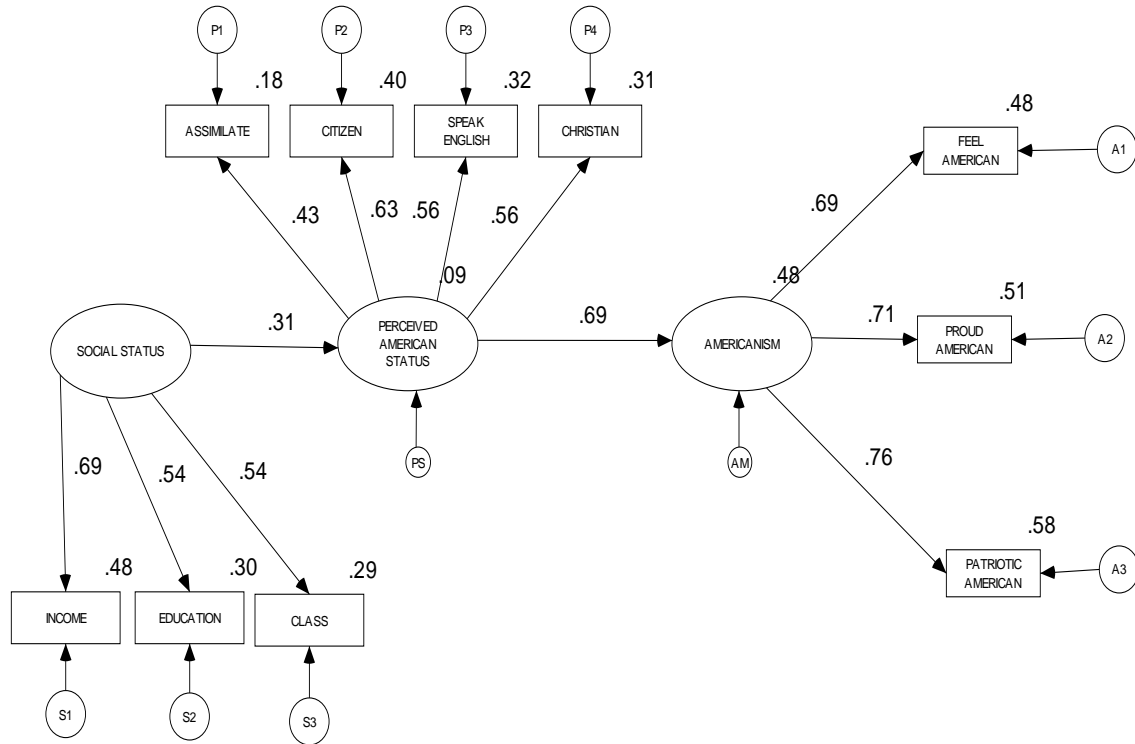 P1
P2
P3
P4
.18
.40
.32
.31
ASSIMILATE
CITIZEN
SPEAK
ENGLISH
CHRISTIAN
.48
FEEL
AMERICAN
A1
.43
.63
.56
.56
.69
.09
.48
.51
SOCIAL STATUS
.31
PERCEIVED
AMERICAN
STATUS
.69
AMERICANISM
.71
PROUD
AMERICAN
A2
PS
AM
.69
.54
.54
.76
.48
.30
.29
.58
INCOME
EDUCATION
CLASS
PATRIOTIC
AMERICAN
A3
S1
S2
S3